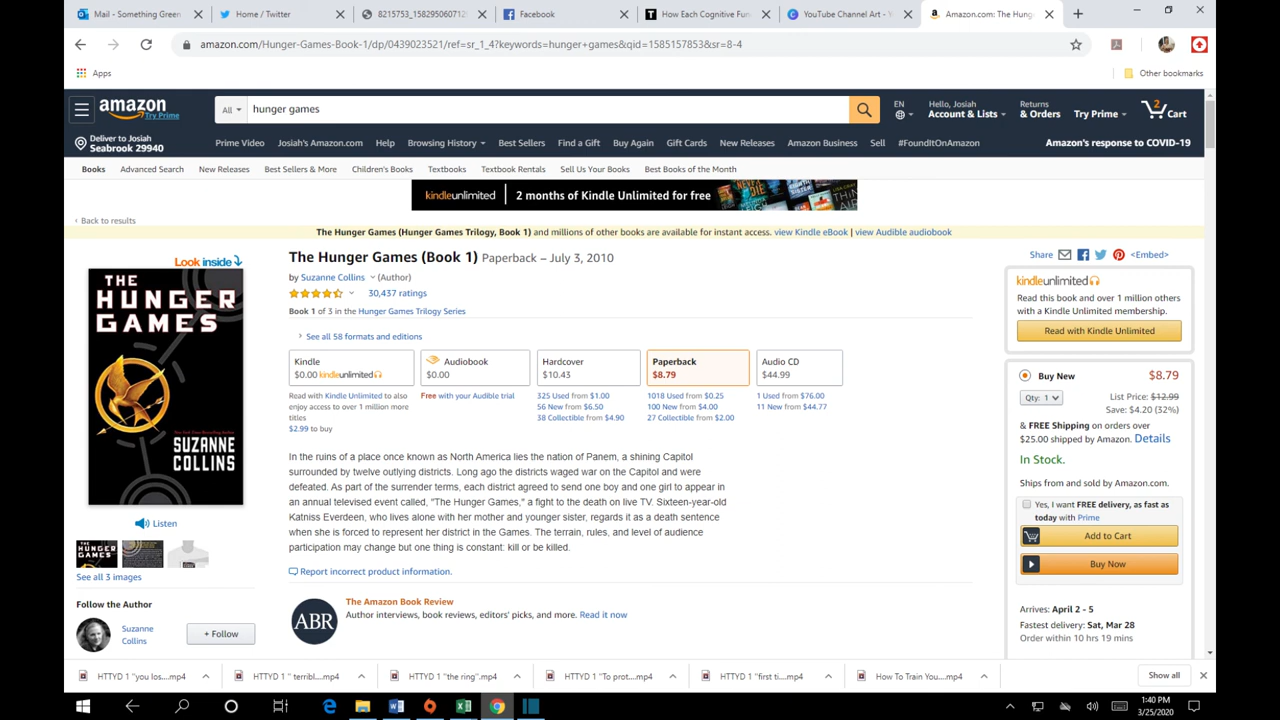 Mail - Something Green
Home / Twitter
8215753_158295060712
Facebook
How Each Cognitive Fun
YouTube Channel Art - Y
Amazon.com: The Hung
amazon.com/Hunger-Games-Book-1/dp/0439023521/ref=sr_1_4?keywords=hunger+games&qid=1585157853&sr=8-4
Apps
Other bookmarks
amazon
Try Prime
All
hunger games
EN
Hello, Josiah
Account & Lists
Returns
& Orders
Try Prime
2
Cart
Deliver to Josiah
Seabrook 29940
Prime Video
Josiah's Amazon.com
Help
Browsing History
Best Sellers
Find a Gift
Buy Again
Gift Cards
New Releases
Amazon Business
Sell
#FoundItOnAmazon
Amazon's response to COVID-19
Books
Advanced Search
New Releases
Best Sellers & More
Children's Books
Textbooks
Textbook Rentals
Sell Us Your Books
Best Books of the Month
kindleunlimited
2 months of Kindle Unlimited for free
‹ Back to results
The Hunger Games (Hunger Games Trilogy, Book 1) and millions of other books are available for instant access. view Kindle eBook | view Audible audiobook
Look inside
THE
HUNGER
GAMES
SUZANNE
COLLINS
Listen
See all 3 images
Follow the Author
Suzanne
Collins
+ Follow
The Hunger Games (Book 1) Paperback – July 3, 2010
by Suzanne Collins (Author)
30,437 ratings
Book 1 of 3 in the Hunger Games Trilogy Series
See all 58 formats and editions
Kindle
$0.00 kindleunlimited
Read with Kindle Unlimited to also
enjoy access to over 1 million more
titles
$2.99 to buy
Audiobook
$0.00
Free with your Audible trial
Hardcover
$10.43
325 Used from $1.00
56 New from $6.50
38 Collectible from $4.90
Paperback
$8.79
1018 Used from $0.25
100 New from $4.00
27 Collectible from $2.00
Audio CD
$44.99
1 Used from $76.00
11 New from $44.77
In the ruins of a place once known as North America lies the nation of Panem, a shining Capitol
surrounded by twelve outlying districts. Long ago the districts waged war on the Capitol and were
defeated. As part of the surrender terms, each district agreed to send one boy and one girl to appear in
an annual televised event called, "The Hunger Games," a fight to the death on live TV. Sixteen-year-old
Katniss Everdeen, who lives alone with her mother and younger sister, regards it as a death sentence
when she is forced to represent her district in the Games. The terrain, rules, and level of audience
participation may change but one thing is constant: kill or be killed.
Report incorrect product information.
ABR
The Amazon Book Review
Author interviews, book reviews, editors' picks, and more. Read it now
Share
<Embed>
kindleunlimited
Read this book and over 1 million others
with a Kindle Unlimited membership.
Read with Kindle Unlimited
Buy New
$8.79
Qty: 1
List Price: $12.99
Save: $4.20 (32%)
& FREE Shipping on orders over
$25.00 shipped by Amazon. Details
In Stock.
Ships from and sold by Amazon.com.
Yes, I want FREE delivery, as fast as
today with Prime
Add to Cart
Buy Now
Arrives: April 2 - 5
Fastest delivery: Sat, Mar 28
Order within 10 hrs 19 mins
HTTYD 1 "you los....mp4
HTTYD 1 " terribl....mp4
HTTYD 1 "the ring".mp4
HTTYD 1 "To prot....mp4
HTTYD 1 "first ti....mp4
How To Train You....mp4
Show all
1:40 PM
3/25/2020